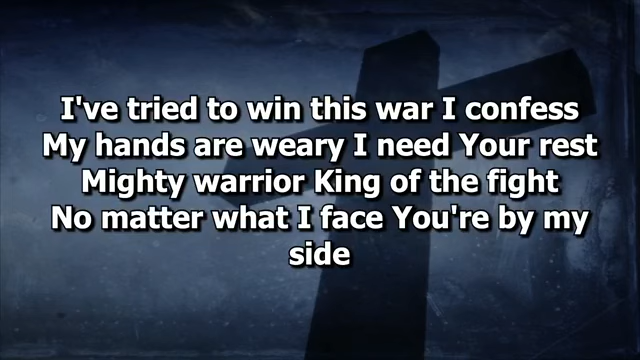 I've tried to win this war I confess
My hands are weary I need Your rest
Mighty warrior King of the fight
No matter what I face You're by my
side